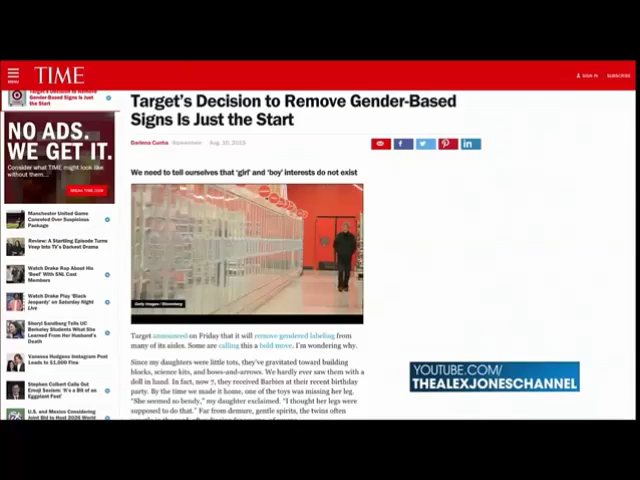 MENU
TIME
SIGN IN
SUBSCRIBE
Target's Decision to Remove
Gender-Based Signs Is Just
the Start
NO ADS.
WE GET IT.
Consider what TIME might look like
without them.
Manchester United Game
Canceled Over Suspicious
Package
Review: A Startling Episode Turns
Veep Into TV's Darkest Drama
Watch Drake Rap About His
'Beef' With SNL Cast
Members
Watch Drake Play 'Black
Jeopardy' on Saturday Night
Live
Sheryl Sandberg Tells UC
Berkeley Students What She
Learned From Her Husband's
Death
Vanessa Hudgens Instagram Post
Leads to $1,000 Fine
Stephen Colbert Calls Out
Emoji Sexism: 'It's a Bit of an
Eggplant Fest'
U.S. and Mexico Considering
Joint Bid to Host 2026 World
Target's Decision to Remove Gender-Based
Signs Is Just the Start
Darlena Cunha
Aug. 10, 2015
We need to tell ourselves that 'girl' and 'boy' interests do not exist
Getty Images / Bloomberg
Target announced on Friday that it will remove gendered labeling from
many of its aisles. Some are calling this a bold move. I'm wondering why.
Since my daughters were little tots, they've gravitated toward building
blocks, science kits, and bows-and-arrows. We hardly ever saw them with a
doll in hand. In fact, now 7, they received Barbies at their recent birthday
party. By the time we made it home, one of the toys was missing her leg.
"She seemed so bendy," my daughter exclaimed. "I thought her legs were
supposed to do that." Far from demure, gentle spirits, the twins often
YOUTUBE.COM/
THEALEXJONESCHANNEL